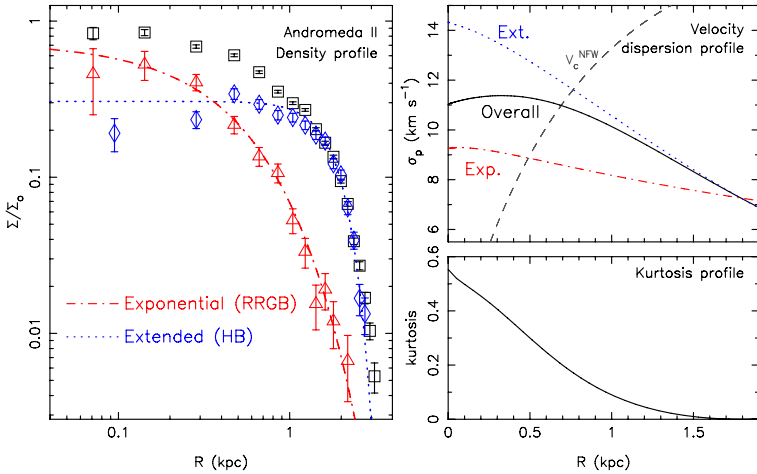 Andromeda II
Density profile
Σ/Σo
1
0.1
0.01
Exponential (RRGB)
Extended (HB)
0.1
1
R (kpc)
Velocity
dispersion profile
Ext.
Vc NFW
Overall
Exp.
σp (km s−1)
14
12
10
8
6
0.6
Kurtosis profile
kurtosis
0.4
0.2
0
0
0.5
1
1.5
R (kpc)